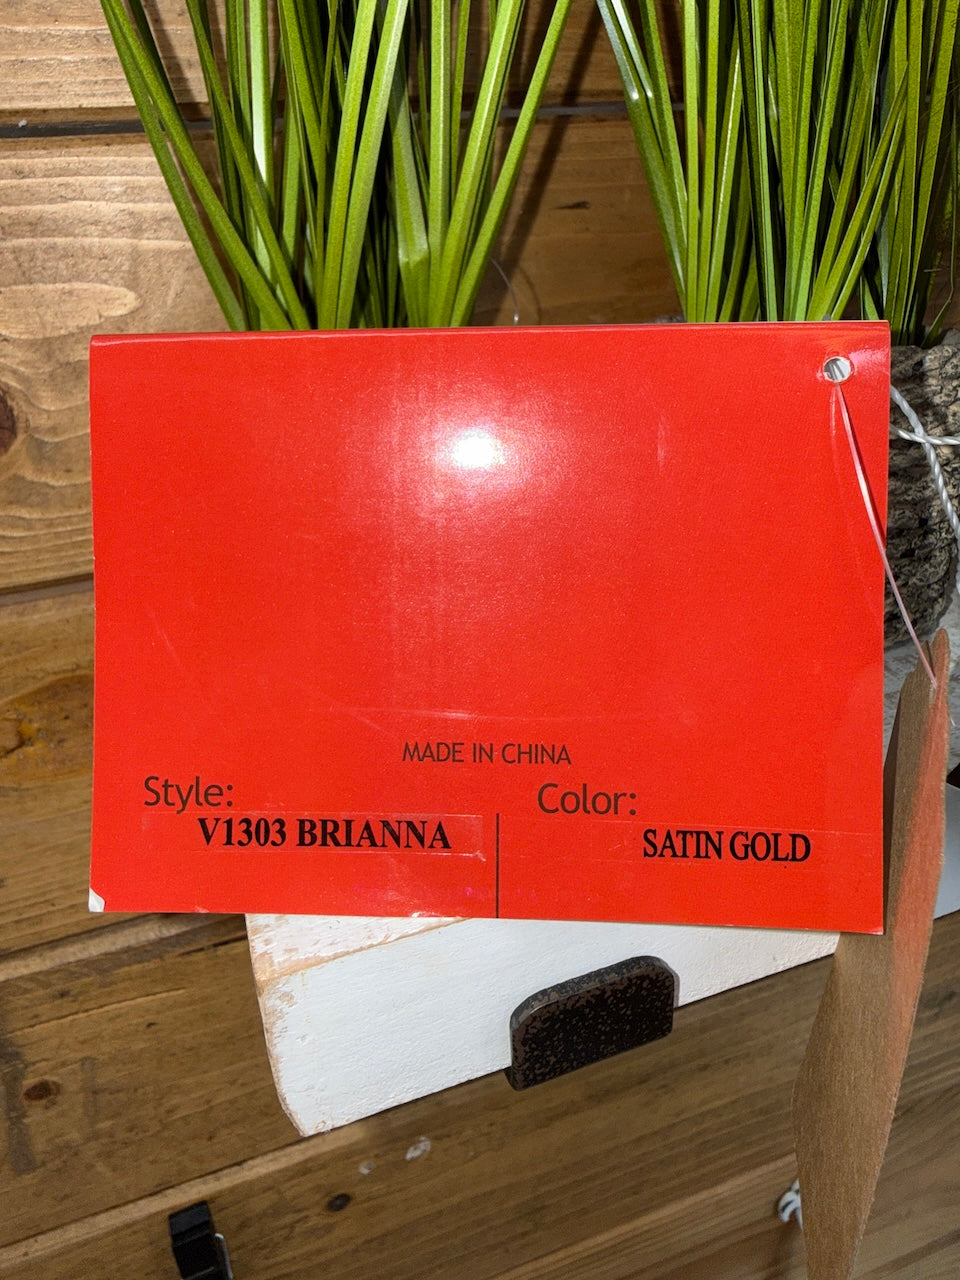 MADE IN CHINA
Style:
V1303 BRIANNA
Color:
SATIN GOLD